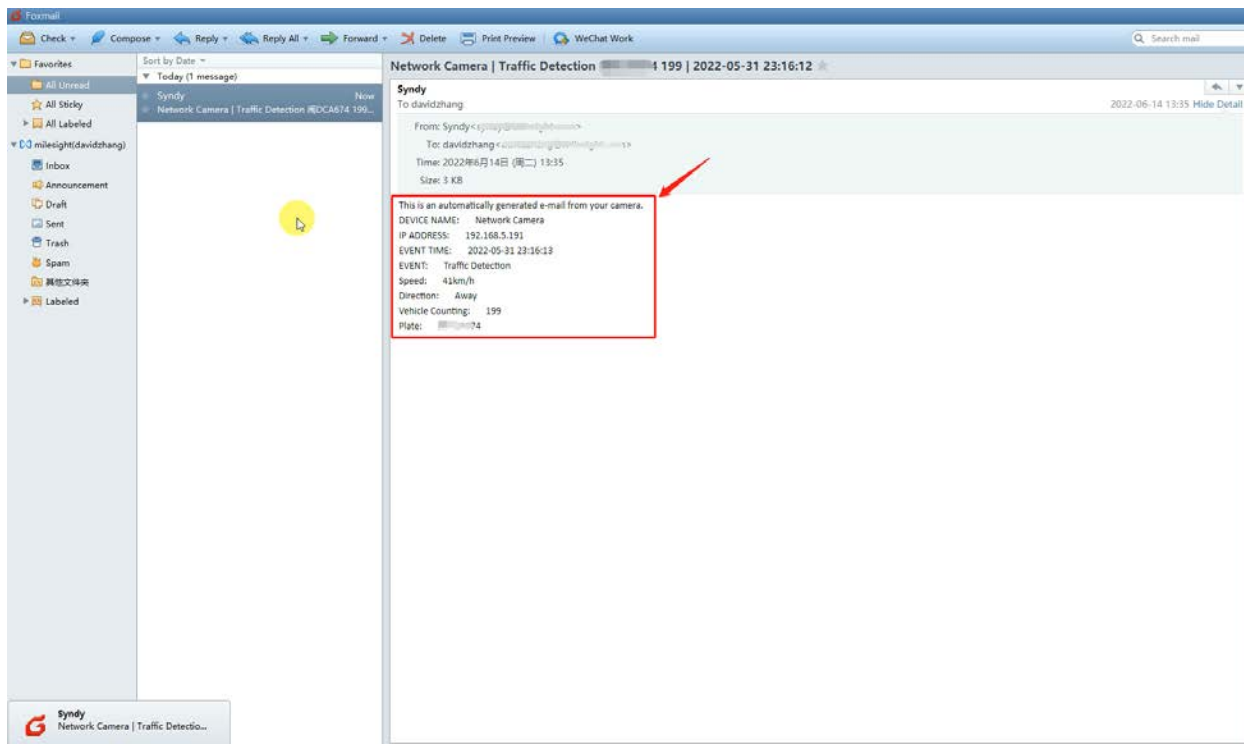 Foxmail
Check Compose Reply Reply All Forward Delete Print Preview WeChat Work Search mail
Favorites
All Unread
All Sticky
All Labeled
milesight(davidzhang)
Inbox
Announcement
Draft
Sent
Trash
Spam
其他文件夹
Labeled
Sort by Date
Today (1 message)
Syndy Now
Network Camera | Traffic Detection 199...
Network Camera | Traffic Detection 4 199 | 2022-05-31 23:16:12
Syndy
To davidzhang
2022-06-14 13:35 Hide Detail
From: Syndy
To: davidzhang
Time: 2022年6月14日 (周二) 13:35
Size: 3 KB
This is an automatically generated e-mail from your camera.
DEVICE NAME: Network Camera
IP ADDRESS: 192.168.5.191
EVENT TIME: 2022-05-31 23:16:13
EVENT: Traffic Detection
Speed: 41km/h
Direction: Away
Vehicle Counting: 199
Plate: 74
Syndy
Network Camera | Traffic Detectio...